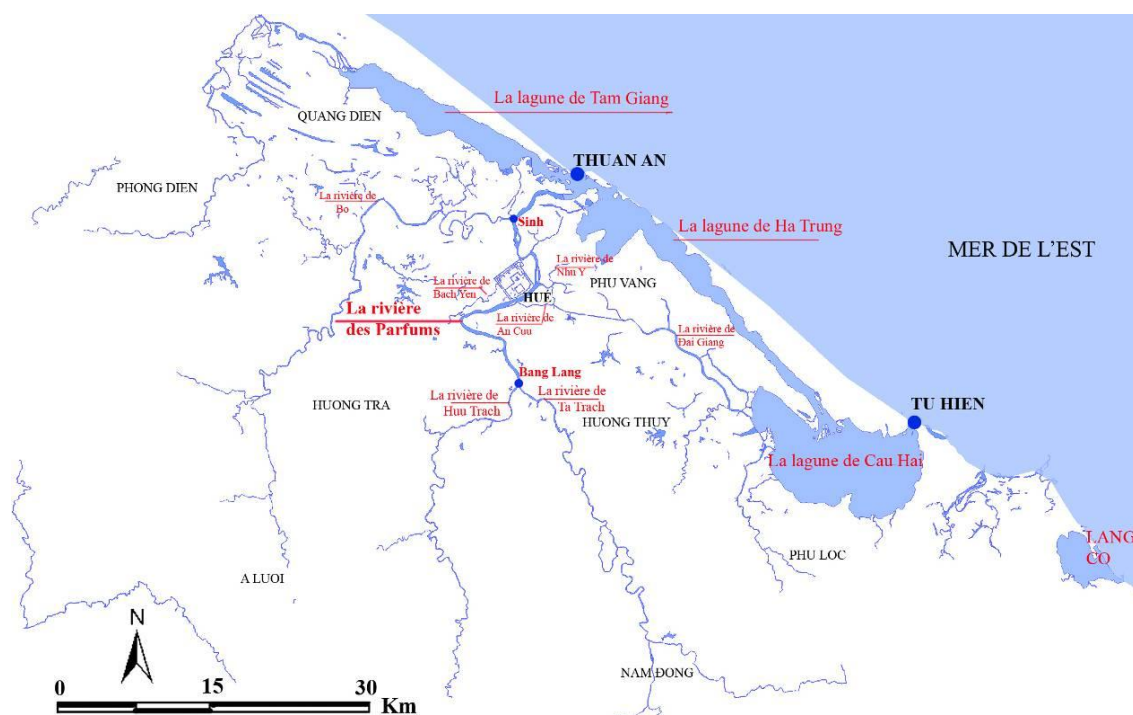 La lagune de Tam Giang
QUANG DIEN
THUAN AN
PHONG DIEN
La rivière de
Bo
Sinh
La lagune de Ha Trung
MER DE L'EST
La rivière de
Nhu Y
La rivière de
Bach Yen
PHU VANG
HUÉ
La rivière
des Parfums
La rivière de
An Cuu
La rivière de
Đai Giang
Bang Lang
La rivière de
Huu Trach
La rivière de
Ta Trach
HUONG TRA
HUONG THUY
TU HIEN
La lagune de Cau Hai
LANG
CO
PHU LOC
A LUOI
N
NAM ĐONG
0 15 30
Km